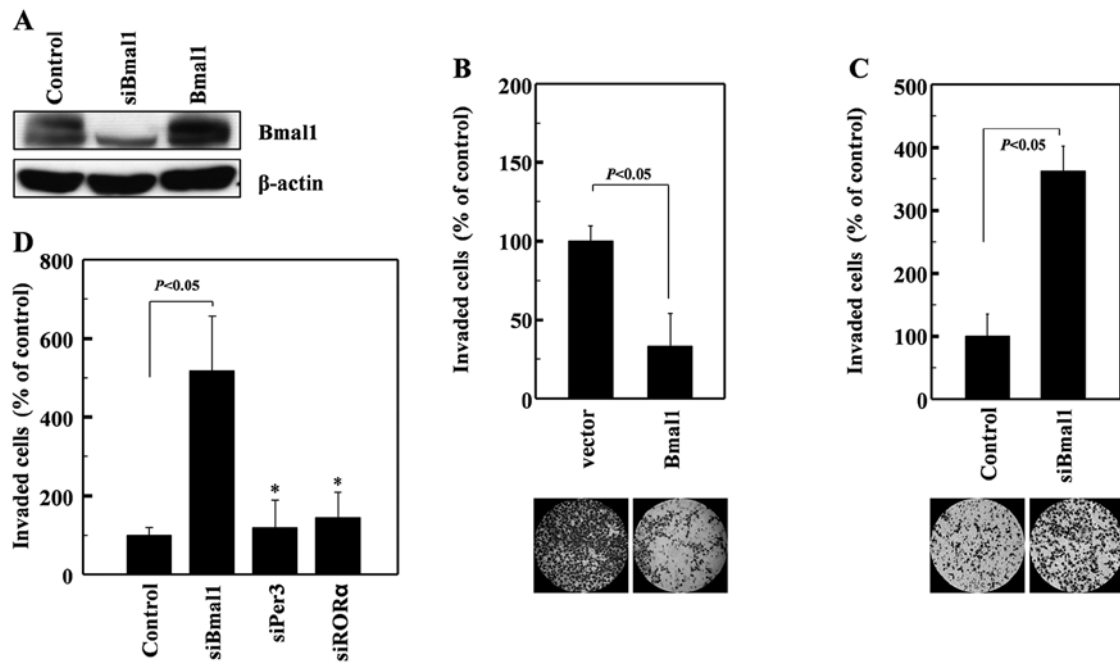 A
Control
siBmal1
Bmal1
Bmal1
β-actin
B
Invaded cells (% of control)
200
150
100
50
0
P<0.05
vector
Bmal1
C
Invaded cells (% of control)
500
400
300
200
100
0
P<0.05
Control
siBmal1
D
Invaded cells (% of control)
800
600
400
200
0
P<0.05
*
*
Control
siBmal1
siPer3
siRORα